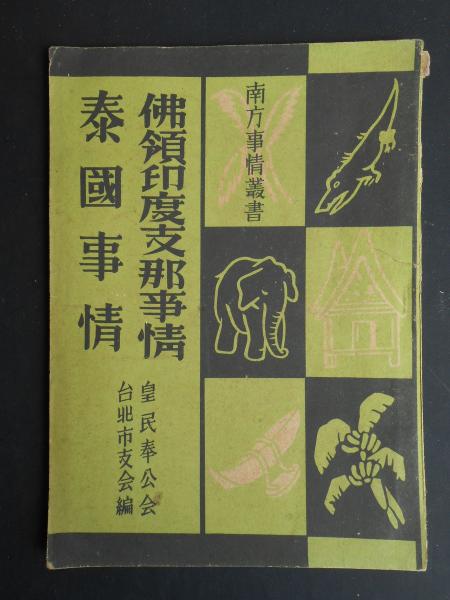 南方事情叢書
佛領印度支那事情
泰國事情
皇民奉公会
台北市支会編